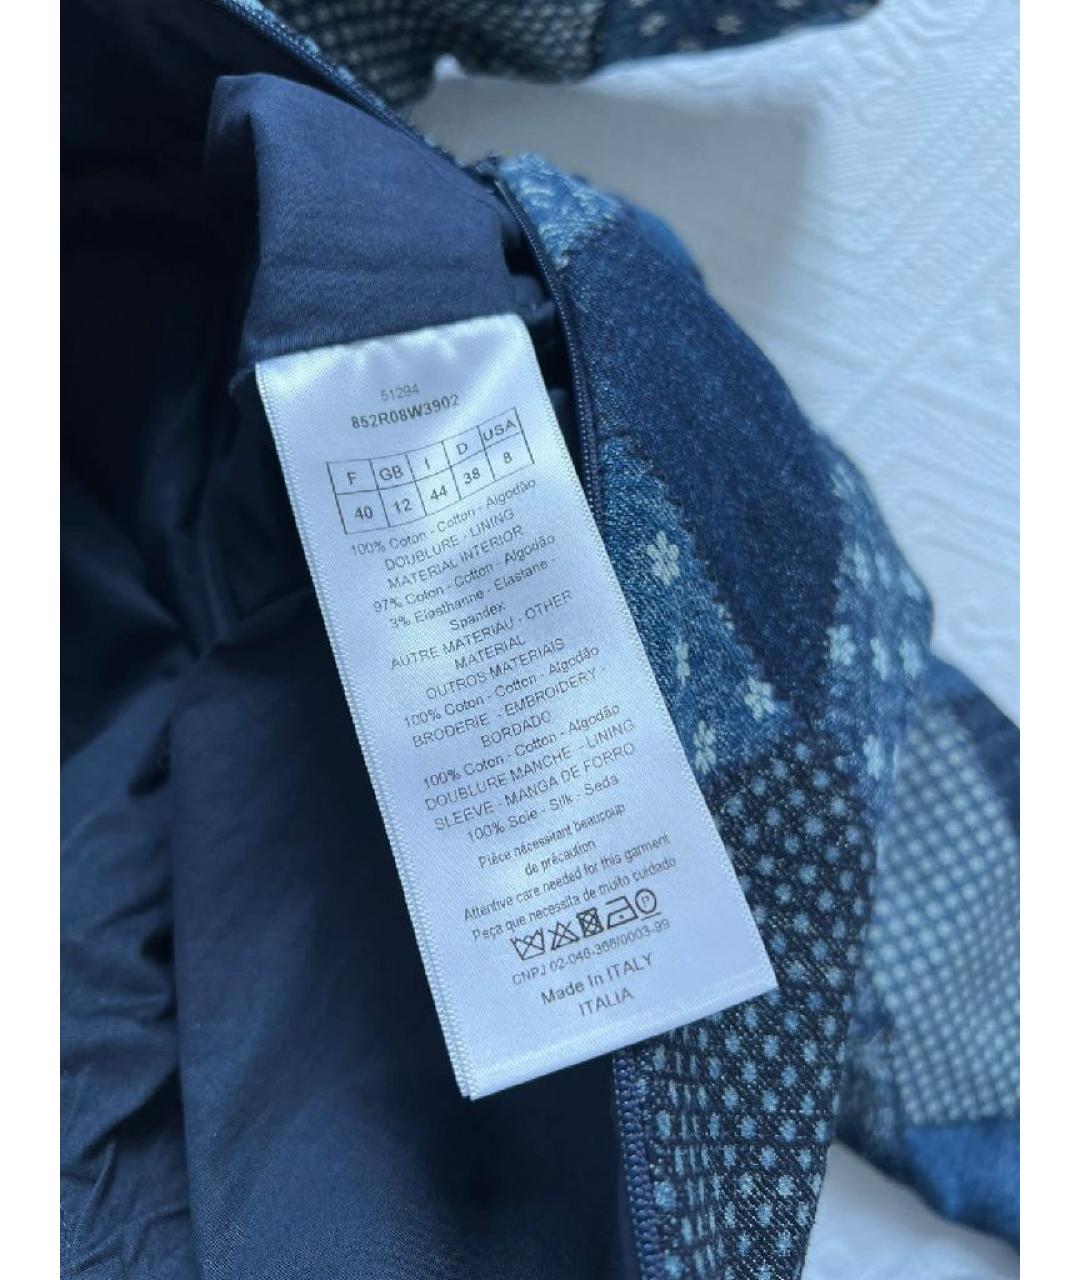 51294
852R08W3902
F GB I D USA
40 12 44 38 8
100% Coton - Cotton - Algodão
DOUBLURE - LINING
MATERIAL INTERIOR
97% Coton - Cotton - Algodão
3% Elasthanne - Elastane -
Spandex
AUTRE MATERIAU - OTHER
MATERIAL
OUTROS MATERIAIS
100% Coton - Cotton - Algodão
BRODERIE - EMBROIDERY -
BORDADO
100% Coton - Cotton - Algodão
DOUBLURE MANCHE - LINING
SLEEVE - MANGA DE FORRO
100% Soie - Silk - Seda
Pièce nécessitant beaucoup
de précaution
Attentive care needed for this garment
Peça que necessita de muito cuidado
P
CNPJ 02-046-366/0003-99
Made In ITALY
ITALIA